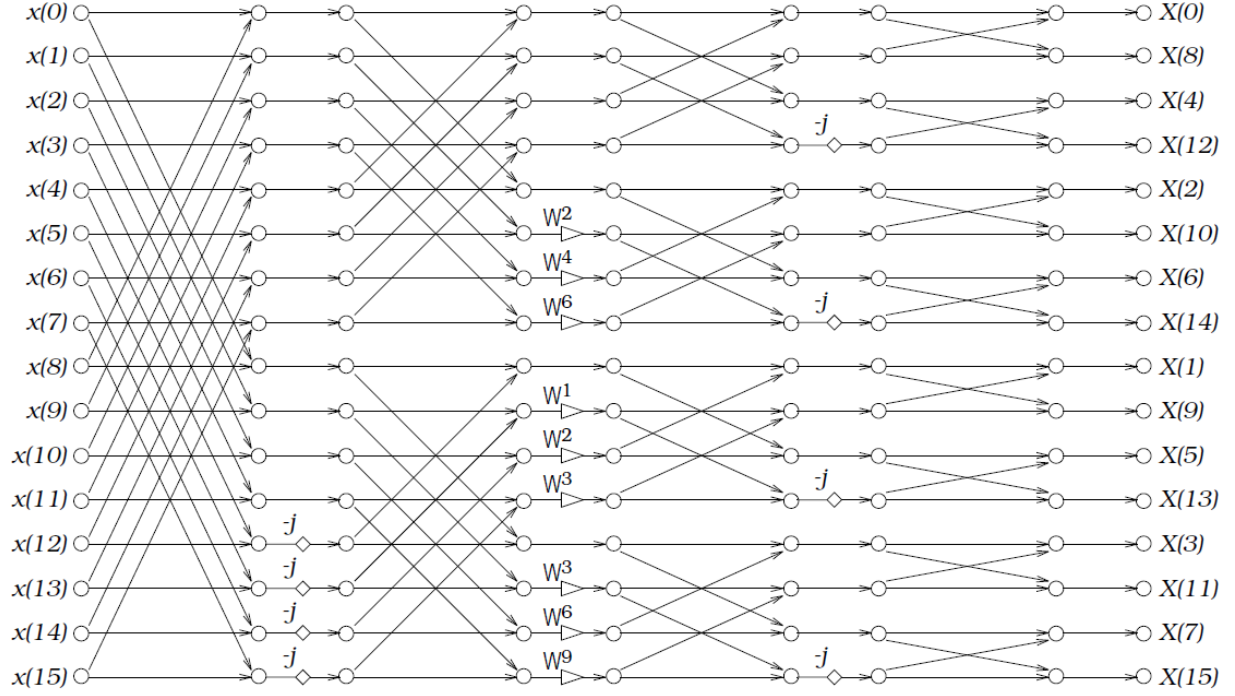 x(0) X(0)
x(1) X(8)
x(2) X(4)
-j
x(3) X(12)
x(4) X(2)
W2
x(5) X(10)
W4
x(6) X(6)
W6 -j
x(7) X(14)
x(8) X(1)
W1
x(9) X(9)
W2
x(10) X(5)
W3 -j
x(11) X(13)
-j
x(12) X(3)
-j W3
x(13) X(11)
-j W6
x(14) X(7)
-j W9 -j
x(15) X(15)